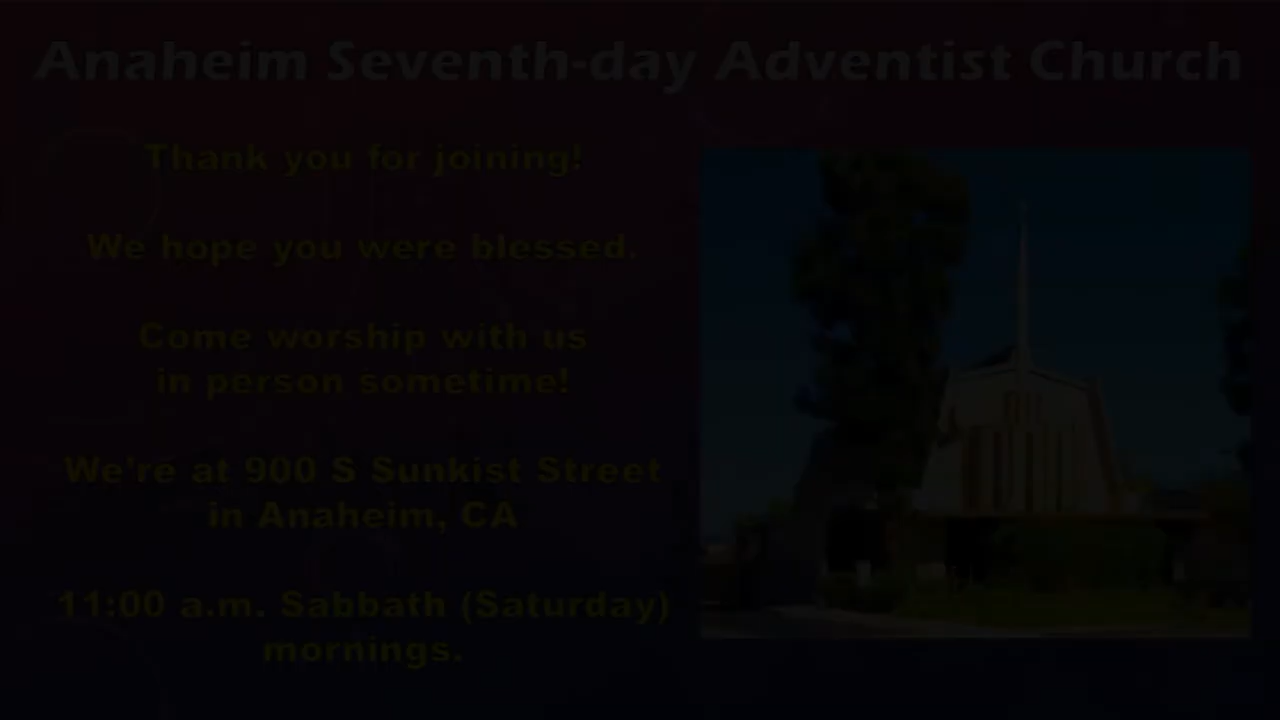 Anaheim Seventh-day Adventist Church
Thank you for joining!
We hope you were blessed.
Come worship with us
in person sometime!
We're at 900 S Sunkist Street
in Anaheim, CA
11:00 a.m. Sabbath (Saturday)
mornings.